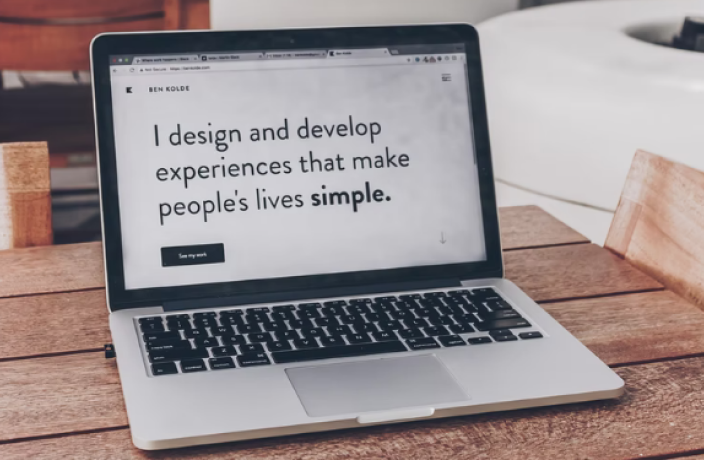 BEN KOLDE
I design and develop
experiences that make
people's lives simple.
See my work